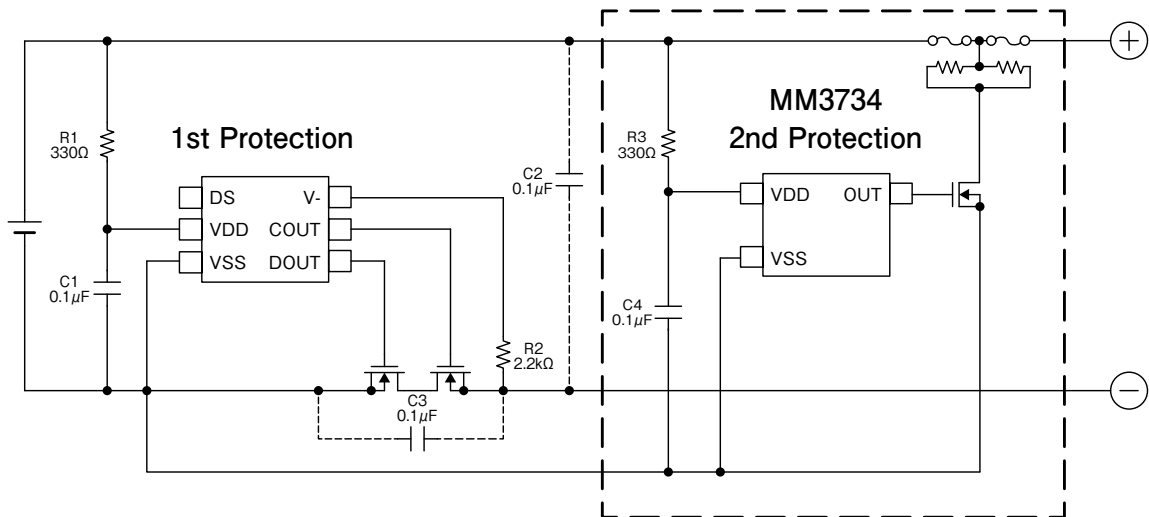 MM3734
1st Protection
2nd Protection
R1
330Ω
R3
330Ω
C2
0.1μF
DS
V-
VDD
COUT
VSS
DOUT
VDD
OUT
VSS
C1
0.1μF
C4
0.1μF
R2
2.2kΩ
C3
0.1μF
+
−